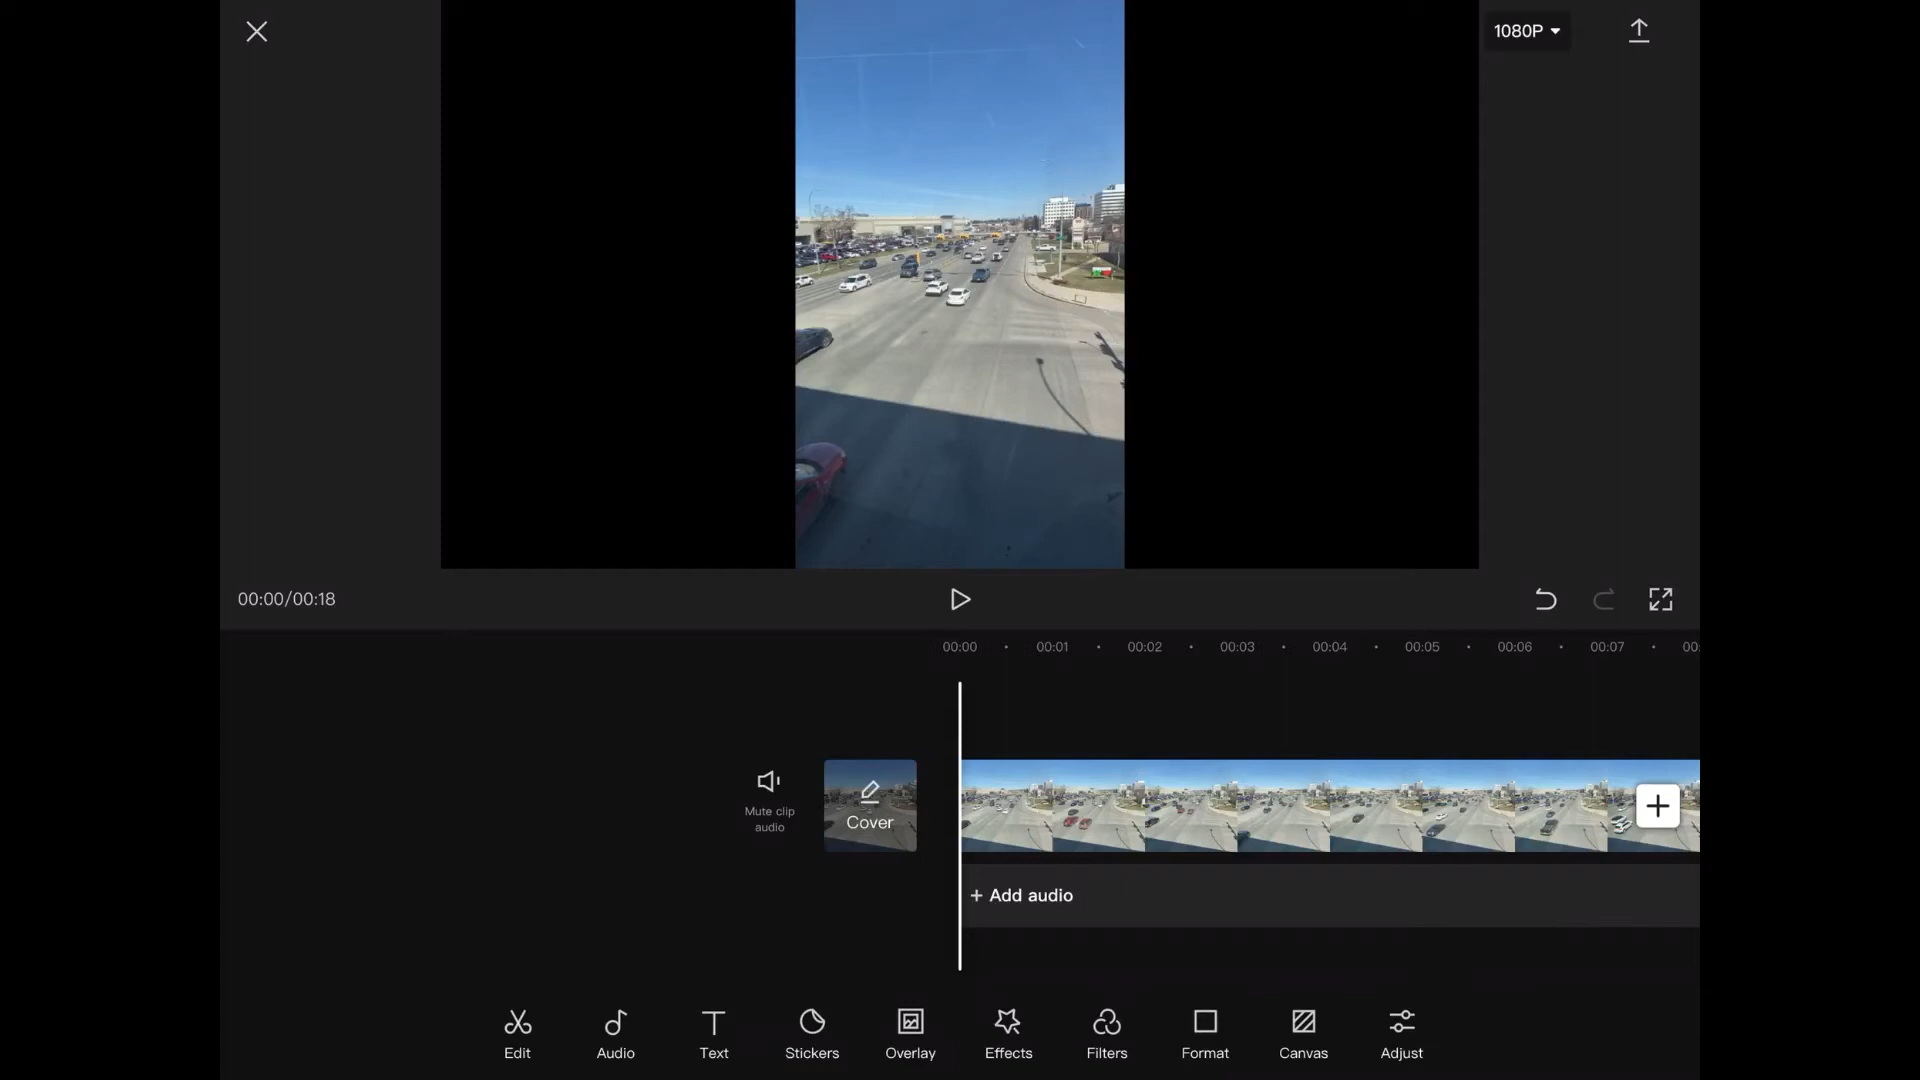 1080P
00:00/00:18
00:00 00:01 00:02 00:03 00:04 00:05 00:06 00:07 00:
Mute clip
audio
Cover
+ Add audio
Edit Audio Text Stickers Overlay Effects Filters Format Canvas Adjust